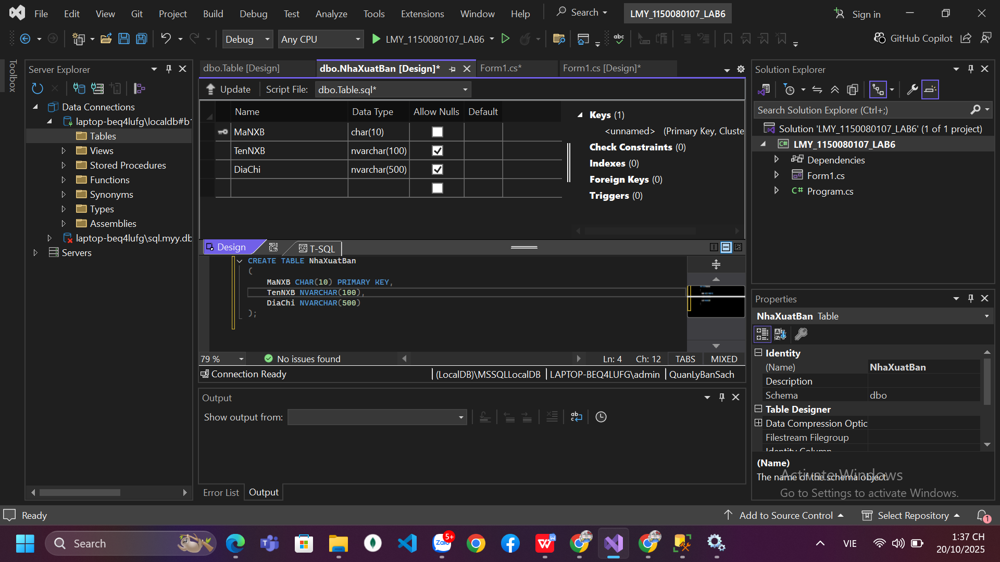 File Edit View Git Project Build Debug Test Analyze Tools Extensions Window Help Search LMY_1150080107_LAB6 Sign in
Debug Any CPU LMY_1150080107_LAB6 GitHub Copilot
Toolbox
Server Explorer
Data Connections
laptop-beq4lufg\localdb#b1
Tables
Views
Stored Procedures
Functions
Synonyms
Types
Assemblies
laptop-beq4lufg\sql.myy.db
Servers
dbo.Table [Design] dbo.NhaXuatBan [Design]* Form1.cs* Form1.cs [Design]*
Update Script File: dbo.Table.sql*
Name Data Type Allow Nulls Default
MaNXB char(10)
TenNXB nvarchar(100)
DiaChi nvarchar(500)
Keys (1)
<unnamed> (Primary Key, Cluste
Check Constraints (0)
Indexes (0)
Foreign Keys (0)
Triggers (0)
Design T-SQL
CREATE TABLE NhaXuatBan
(
MaNXB CHAR(10) PRIMARY KEY,
TenNXB NVARCHAR(100),
DiaChi NVARCHAR(500)
);
79 % No issues found Ln: 4 Ch: 12 TABS MIXED
Connection Ready (LocalDB)\MSSQLLocalDB LAPTOP-BEQ4LUFG\admin QuanLyBanSach
Output
Show output from:
Error List Output
Solution Explorer
Search Solution Explorer (Ctrl+;)
Solution 'LMY_1150080107_LAB6' (1 of 1 project)
LMY_1150080107_LAB6
Dependencies
Form1.cs
C# Program.cs
Properties
NhaXuatBan Table
Identity
(Name) NhaXuatBan
Description
Schema dbo
Table Designer
Data Compression Optic
Filestream Filegroup
Identity Column
(Name)
The name of the schema object.
Activate Windows
Go to Settings to activate Windows.
Ready Add to Source Control Select Repository 1
Search 5+ Zalo VIE 1:37 CH
20/10/2025